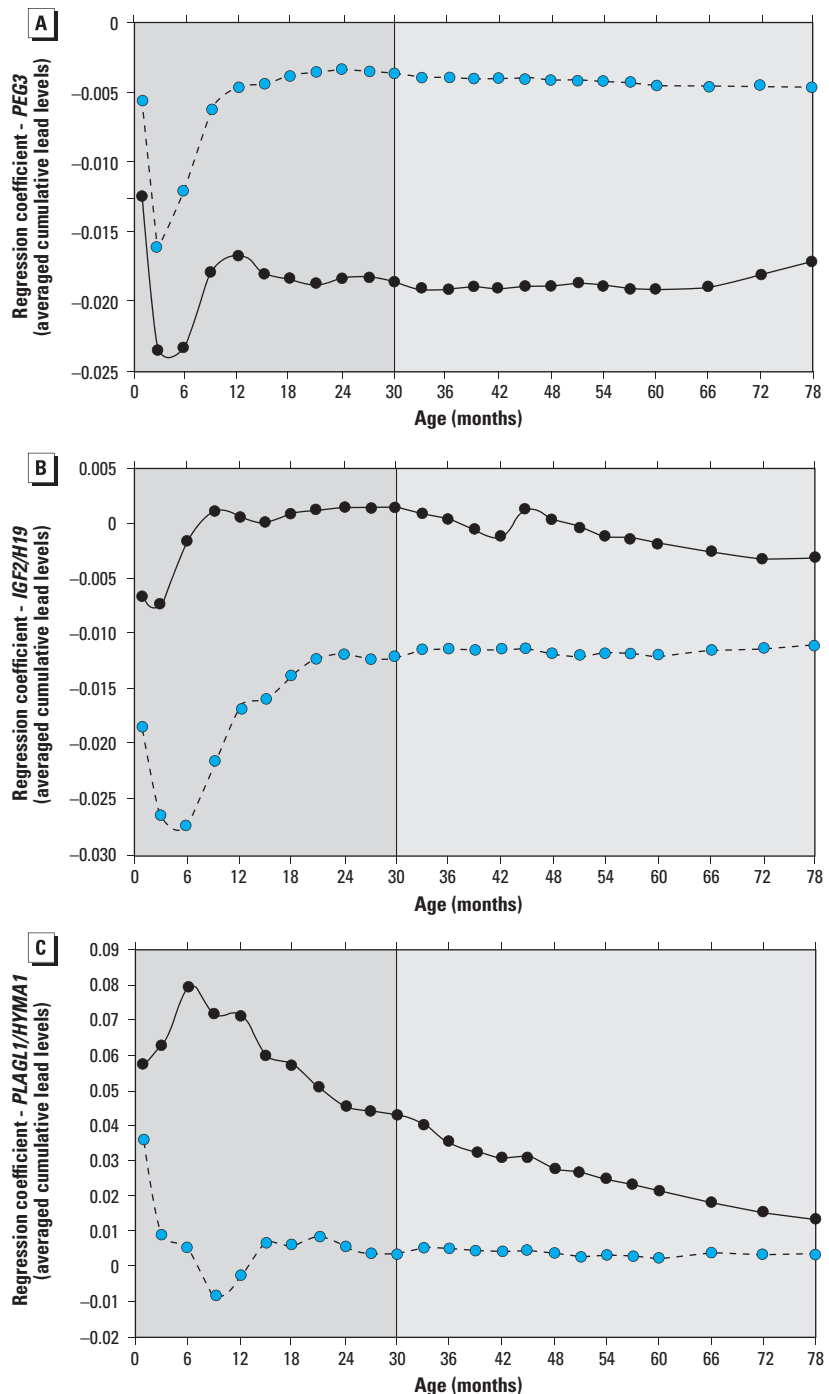 A
Regression coefficient - PEG3
(averaged cumulative lead levels)
0
–0.005
–0.010
–0.015
–0.020
–0.025
0 6 12 18 24 30 36 42 48 54 60 66 72 78
Age (months)
B
Regression coefficient - IGF2/H19
(averaged cumulative lead levels)
0.005
0
–0.005
–0.010
–0.015
–0.020
–0.025
–0.030
0 6 12 18 24 30 36 42 48 54 60 66 72 78
Age (months)
C
Regression coefficient - PLAGL1/HYMA1
(averaged cumulative lead levels)
0.09
0.08
0.07
0.06
0.05
0.04
0.03
0.02
0.01
0
–0.01
–0.02
0 6 12 18 24 30 36 42 48 54 60 66 72 78
Age (months)